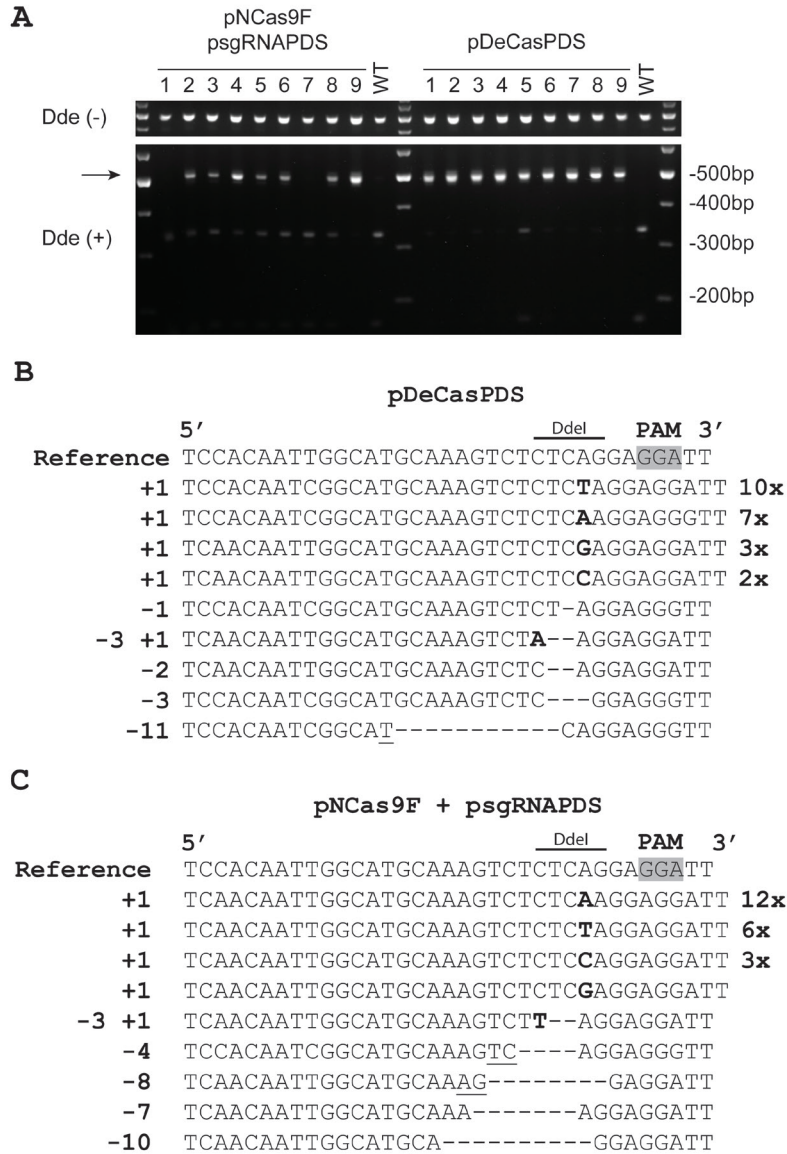 A
pNCas9F
psgRNAPDS
pDeCasPDS
1 2 3 4 5 6 7 8 9 WT 1 2 3 4 5 6 7 8 9 WT
Dde (-)
-500bp
-400bp
Dde (+)
-300bp
-200bp
B
pDeCasPDS
5′ DdeI PAM 3′
Reference TCCACAATTGGCATGCAAAGTCTCTCAGGAGGATT
+1 TCAACAATTGGCATGCAAAGTCTCTCTAGGAGGATT 10x
+1 TCCACAATCGGCATGCAAAGTCTCTCAAGGAGGGTT 7x
+1 TCAACAATTGGCATGCAAAGTCTCTCGAGGAGGATT 3x
+1 TCAACAATTGGCATGCAAAGTCTCTCCAGGAGGATT 2x
-1 TCCACAATCGGCATGCAAAGTCTCT-AGGAGGGTT
-3 +1 TCAACAATTGGCATGCAAAGTCTA--AGGAGGATT
-2 TCAACAATTGGCATGCAAAGTCTC--AGGAGGATT
-3 TCCACAATCGGCATGCAAAGTCTC---GGAGGGTT
-11 TCCACAATCGGCAT-----------CAGGAGGGTT
C
pNCas9F + psgRNAPDS
5′ DdeI PAM 3′
Reference TCCACAATTGGCATGCAAAGTCTCTCAGGAGGATT
+1 TCAACAATTGGCATGCAAAGTCTCTCAAGGAGGATT 12x
+1 TCAACAATTGGCATGCAAAGTCTCTCTAGGAGGATT 6x
+1 TCAACAATTGGCATGCAAAGTCTCTCCAGGAGGATT 3x
+1 TCAACAATTGGCATGCAAAGTCTCTCGAGGAGGATT
-3 +1 TCAACAATTGGCATGCAAAGTCTT--AGGAGGATT
-4 TCCACAATCGGCATGCAAAGTC----AGGAGGGTT
-8 TCAACAATTGGCATGCAAAG--------GAGGATT
-7 TCAACAATTGGCATGCAAA-------AGGAGGATT
-10 TCAACAATTGGCATGCA----------GGAGGATT